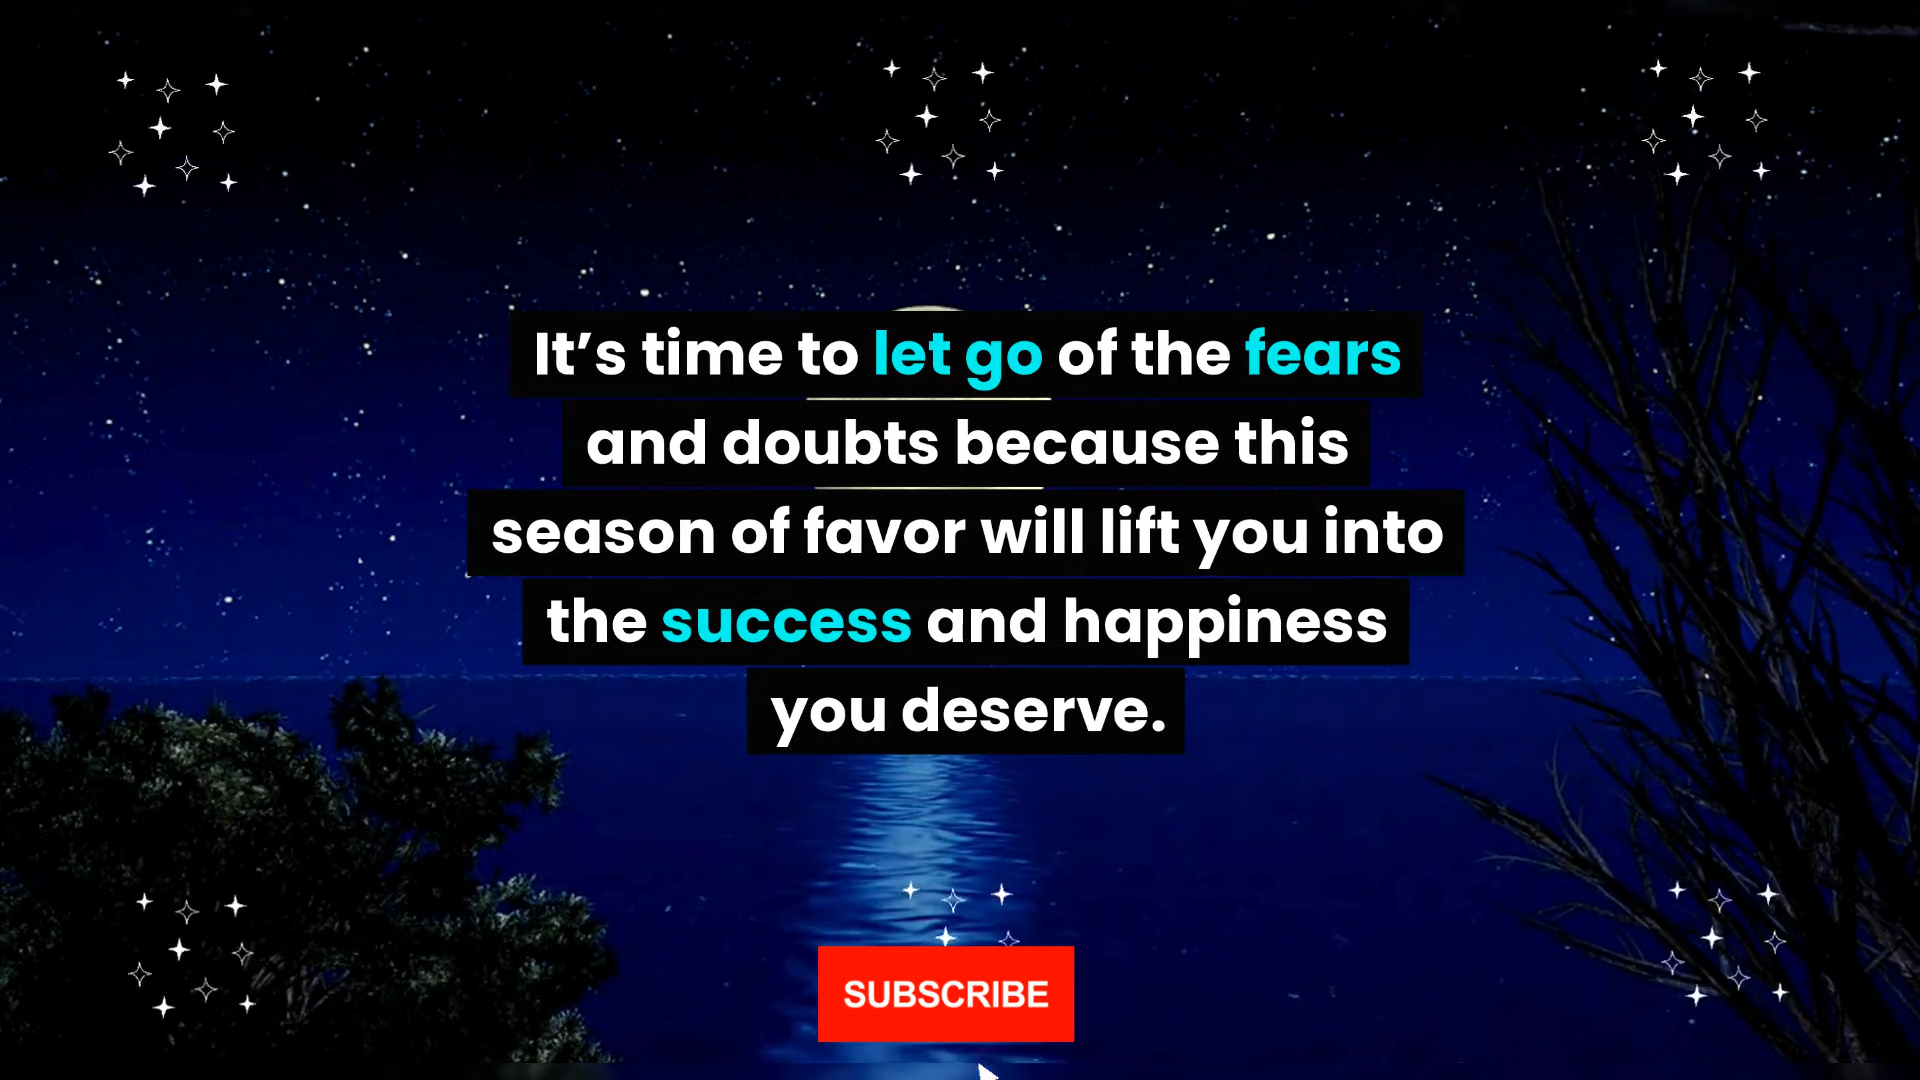 It’s time to let go of the fears
and doubts because this
season of favor will lift you into
the success and happiness
you deserve.
SUBSCRIBE